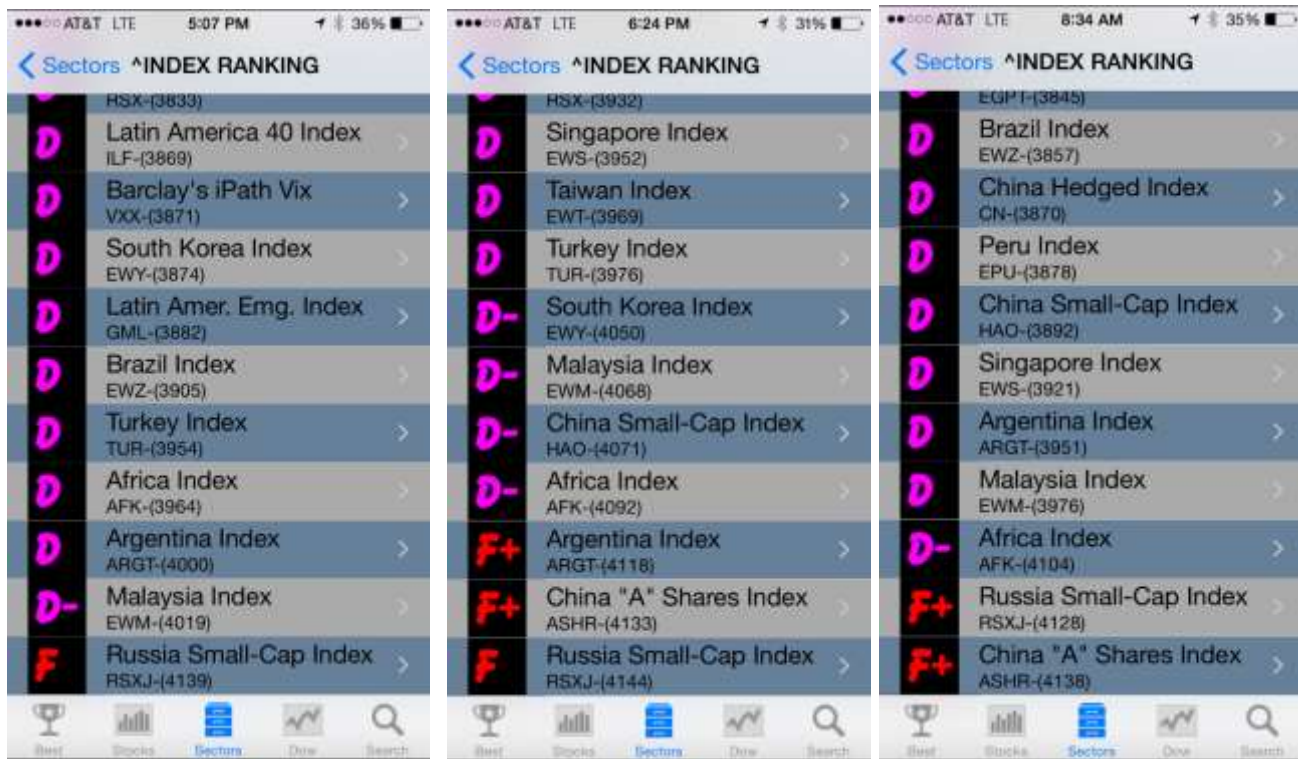 AT&T LTE 5:07 PM 36%
Sectors ^INDEX RANKING
RSX-(3833)
D Latin America 40 Index
ILF-(3869)
D Barclay's iPath Vix
VXX-(3871)
D South Korea Index
EWY-(3874)
D Latin Amer. Emg. Index
GML-(3882)
D Brazil Index
EWZ-(3905)
D Turkey Index
TUR-(3954)
D Africa Index
AFK-(3964)
D Argentina Index
ARGT-(4000)
D- Malaysia Index
EWM-(4019)
F Russia Small-Cap Index
RSXJ-(4139)
Best Stocks Sectors Dow Search
AT&T LTE 6:24 PM 31%
Sectors ^INDEX RANKING
RSX-(3932)
D Singapore Index
EWS-(3952)
D Taiwan Index
EWT-(3969)
D Turkey Index
TUR-(3976)
D- South Korea Index
EWY-(4050)
D- Malaysia Index
EWM-(4068)
D- China Small-Cap Index
HAO-(4071)
D- Africa Index
AFK-(4092)
F+ Argentina Index
ARGT-(4118)
F+ China "A" Shares Index
ASHR-(4133)
F Russia Small-Cap Index
RSXJ-(4144)
Best Stocks Sectors Dow Search
AT&T LTE 8:34 AM 35%
Sectors ^INDEX RANKING
EGPT-(3845)
D Brazil Index
EWZ-(3857)
D China Hedged Index
CN-(3870)
D Peru Index
EPU-(3878)
D China Small-Cap Index
HAO-(3892)
D Singapore Index
EWS-(3921)
D Argentina Index
ARGT-(3951)
D Malaysia Index
EWM-(3976)
D- Africa Index
AFK-(4104)
F+ Russia Small-Cap Index
RSXJ-(4128)
F+ China "A" Shares Index
ASHR-(4138)
Best Stocks Sectors Dow Search